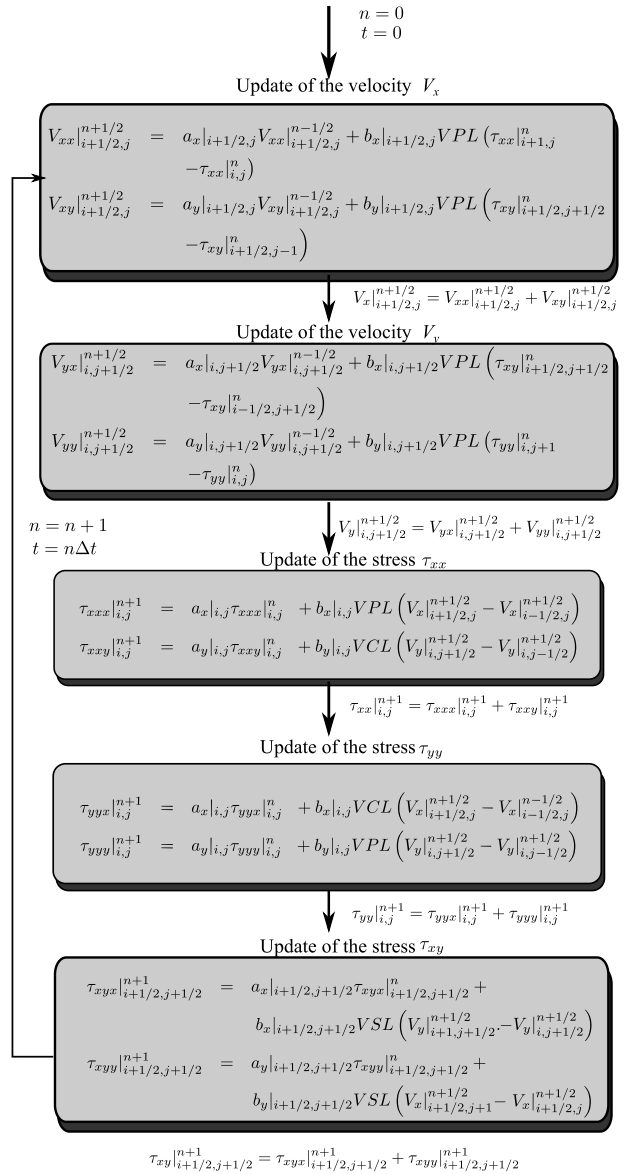 n = 0
t = 0
Update of the velocity V_x
V_{xx}|_{i+1/2,j}^{n+1/2} = a_x|_{i+1/2,j} V_{xx}|_{i+1/2,j}^{n-1/2} + b_x|_{i+1/2,j} VPL (τ_{xx}|_{i+1,j}^{n}
−τ_{xx}|_{i,j}^{n})
V_{xy}|_{i+1/2,j}^{n+1/2} = a_y|_{i+1/2,j} V_{xy}|_{i+1/2,j}^{n-1/2} + b_y|_{i+1/2,j} VPL (τ_{xy}|_{i+1/2,j+1/2}^{n}
−τ_{xy}|_{i+1/2,j-1}^{n})
V_x|_{i+1/2,j}^{n+1/2} = V_{xx}|_{i+1/2,j}^{n+1/2} + V_{xy}|_{i+1/2,j}^{n+1/2}
Update of the velocity V_y
V_{yx}|_{i,j+1/2}^{n+1/2} = a_x|_{i,j+1/2} V_{yx}|_{i,j+1/2}^{n-1/2} + b_x|_{i,j+1/2} VPL (τ_{xy}|_{i+1/2,j+1/2}^{n}
−τ_{xy}|_{i-1/2,j+1/2}^{n})
V_{yy}|_{i,j+1/2}^{n+1/2} = a_y|_{i,j+1/2} V_{yy}|_{i,j+1/2}^{n-1/2} + b_y|_{i,j+1/2} VPL (τ_{yy}|_{i,j+1}^{n}
−τ_{yy}|_{i,j}^{n})
n = n + 1
t = nΔt
V_y|_{i,j+1/2}^{n+1/2} = V_{yx}|_{i,j+1/2}^{n+1/2} + V_{yy}|_{i,j+1/2}^{n+1/2}
Update of the stress τ_{xx}
τ_{xxx}|_{i,j}^{n+1} = a_x|_{i,j} τ_{xxx}|_{i,j}^{n} + b_x|_{i,j} VPL (V_x|_{i+1/2,j}^{n+1/2} − V_x|_{i-1/2,j}^{n+1/2})
τ_{xxy}|_{i,j}^{n+1} = a_y|_{i,j} τ_{xxy}|_{i,j}^{n} + b_y|_{i,j} VCL (V_y|_{i,j+1/2}^{n+1/2} − V_y|_{i,j-1/2}^{n+1/2})
τ_{xx}|_{i,j}^{n+1} = τ_{xxx}|_{i,j}^{n+1} + τ_{xxy}|_{i,j}^{n+1}
Update of the stress τ_{yy}
τ_{yyx}|_{i,j}^{n+1} = a_x|_{i,j} τ_{yyx}|_{i,j}^{n} + b_x|_{i,j} VCL (V_x|_{i+1/2,j}^{n+1/2} − V_x|_{i-1/2,j}^{n-1/2})
τ_{yyy}|_{i,j}^{n+1} = a_y|_{i,j} τ_{yyy}|_{i,j}^{n} + b_y|_{i,j} VPL (V_y|_{i,j+1/2}^{n+1/2} − V_y|_{i,j-1/2}^{n+1/2})
τ_{yy}|_{i,j}^{n+1} = τ_{yyx}|_{i,j}^{n+1} + τ_{yyy}|_{i,j}^{n+1}
Update of the stress τ_{xy}
τ_{xyx}|_{i+1/2,j+1/2}^{n+1} = a_x|_{i+1/2,j+1/2} τ_{xyx}|_{i+1/2,j+1/2}^{n} +
b_x|_{i+1/2,j+1/2} VSL (V_y|_{i+1,j+1/2}^{n+1/2}.−V_y|_{i,j+1/2}^{n+1/2})
τ_{xyy}|_{i+1/2,j+1/2}^{n+1} = a_y|_{i+1/2,j+1/2} τ_{xyy}|_{i+1/2,j+1/2}^{n} +
b_y|_{i+1/2,j+1/2} VSL (V_x|_{i+1/2,j+1}^{n+1/2} − V_x|_{i+1/2,j}^{n+1/2})
τ_{xy}|_{i+1/2,j+1/2}^{n+1} = τ_{xyx}|_{i+1/2,j+1/2}^{n+1} + τ_{xyy}|_{i+1/2,j+1/2}^{n+1}